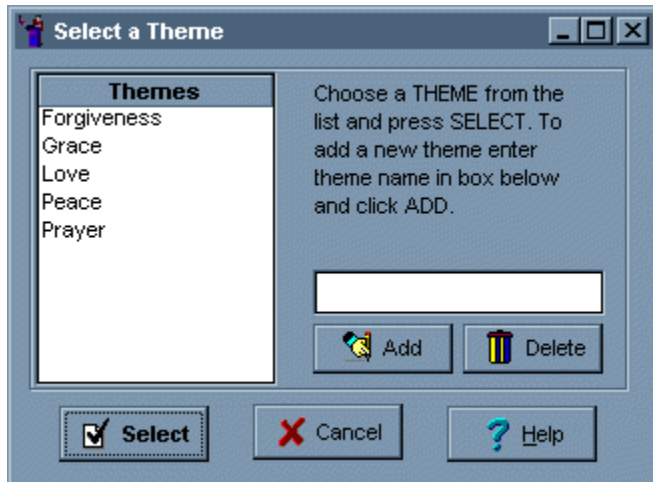 Select a Theme
Themes
Forgiveness
Grace
Love
Peace
Prayer
Choose a THEME from the
list and press SELECT. To
add a new theme enter
theme name in box below
and click ADD.
Add
Delete
Select
Cancel
Help